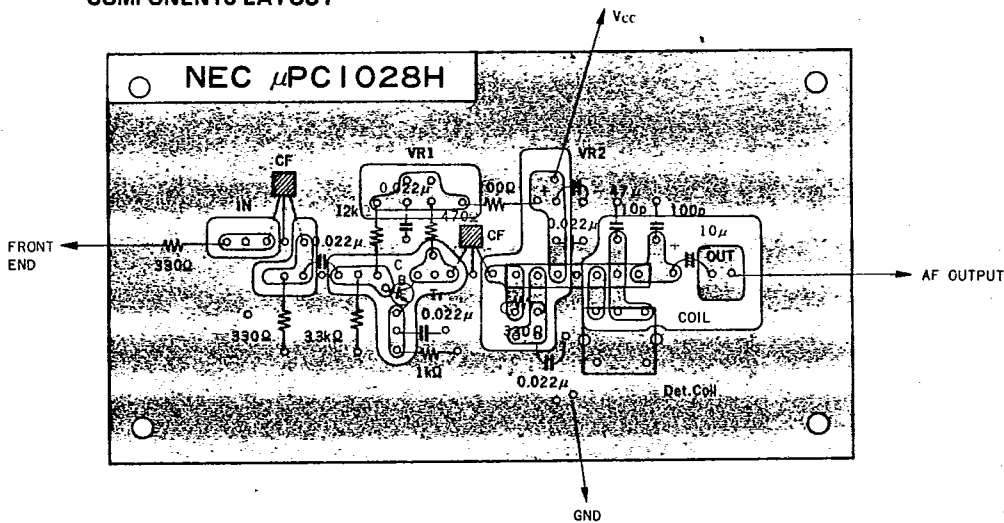 COMPONENTS LAYOUT
Vcc
NEC μPC1028H
CF
VR1
VR2
0.022μ
100Ω
47μ
IN
12k
470
0.022μ
10p
100p
FRONT
END
0.022μ
CF
10μ
OUT
330Ω
AF OUTPUT
C
B
E
Tr
0.022μ
COIL
330Ω
33kΩ
330Ω
1kΩ
0.022μ
Det.Coil
GND